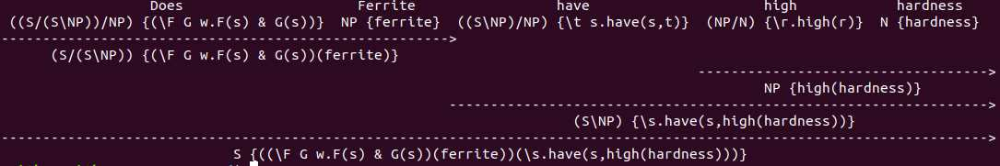 Does Ferrite have high hardness
((S/(S\NP))/NP) {(\F G w.F(s) & G(s))} NP {ferrite} ((S\NP)/NP) {\t s.have(s,t)} (NP/N) {\r.high(r)} N {hardness}
------------------------------------------------------->
(S/(S\NP)) {(\F G w.F(s) & G(s))(ferrite)}
----------------------------------->
NP {high(hardness)}
------------------------------------------------------------------->
(S\NP) {\s.have(s,high(hardness))}
--------------------------------------------------------------------------------------------------------------------------->
S {((\F G w.F(s) & G(s))(ferrite))(\s.have(s,high(hardness)))}